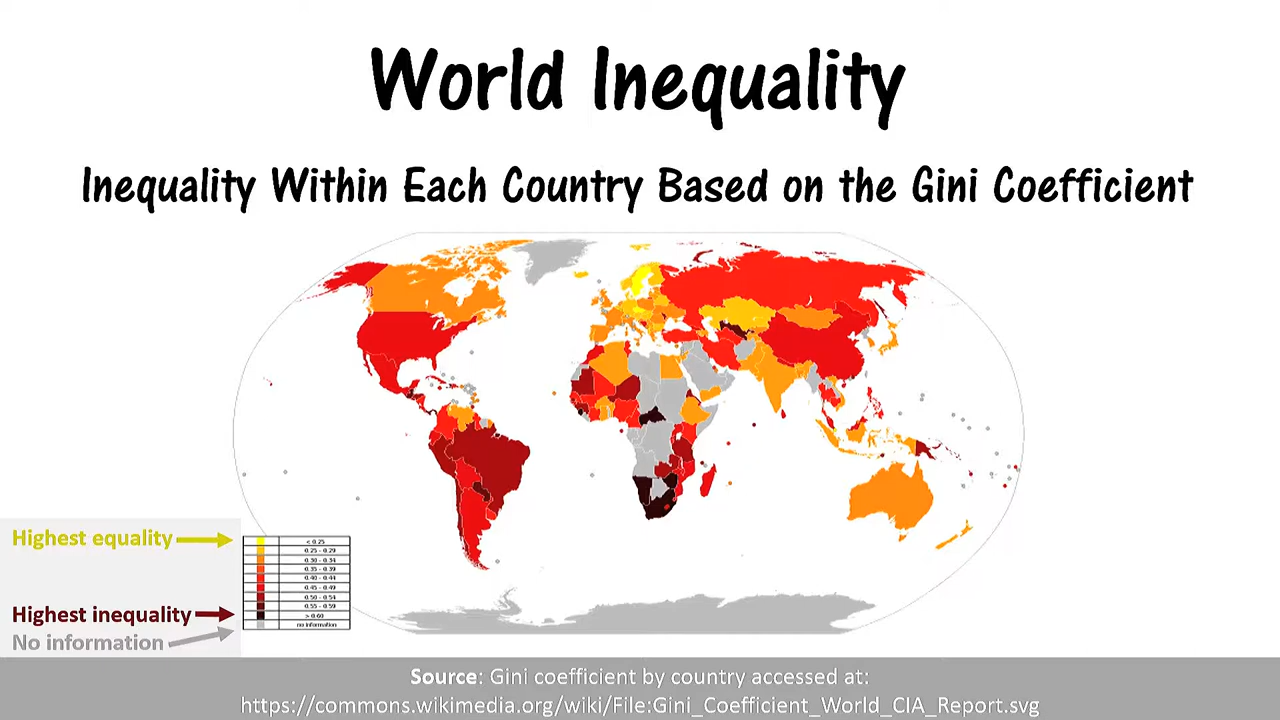 World Inequality
Inequality Within Each Country Based on the Gini Coefficient
Highest equality
Highest inequality
No information
< 0.25
0.25 - 0.29
0.30 - 0.34
0.35 - 0.39
0.40 - 0.44
0.45 - 0.49
0.50 - 0.54
0.55 - 0.59
> 0.60
no information
Source: Gini coefficient by country accessed at:
https://commons.wikimedia.org/wiki/File:Gini_Coefficient_World_CIA_Report.svg